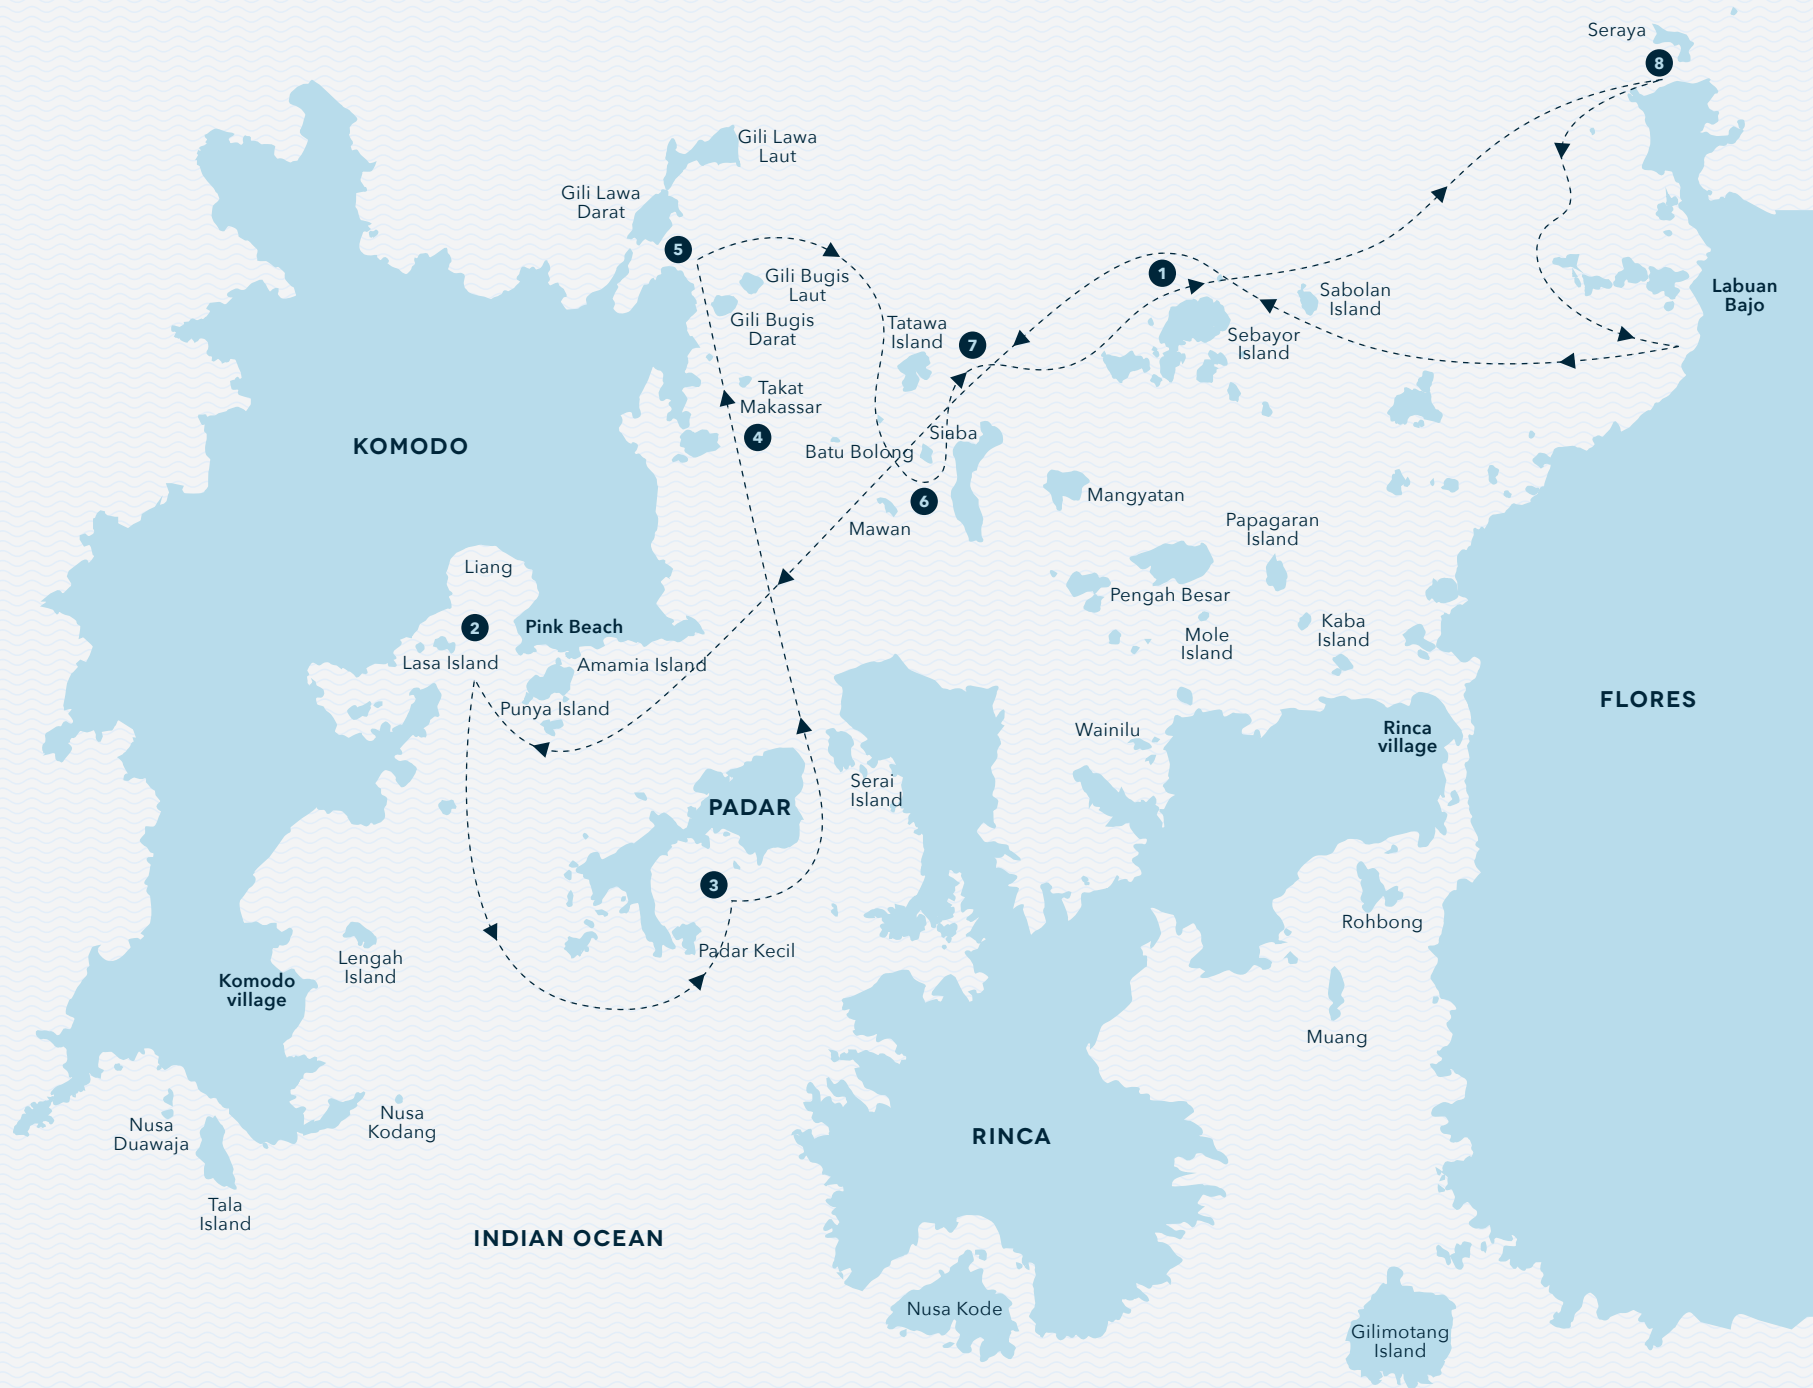 Seraya
8
Gili Lawa
Laut
Gili Lawa
Darat
5
Gili Bugis
Laut
Gili Bugis
Darat
1
Sabolan
Island
Labuan
Bajo
Tatawa
Island
7
Sebayor
Island
Takat
Makassar
4
KOMODO
Siaba
Batu Bolong
6
Mawan
Mangyatan
Papagaran
Island
Liang
Pengah Besar
2
Pink Beach
Kaba
Island
Mole
Island
Lasa Island
Amamia Island
Punya Island
FLORES
Wainilu
Rinca
village
Serai
Island
PADAR
3
Padar Kecil
Rohbong
Lengah
Island
Komodo
village
Muang
Nusa
Kodang
Nusa
Duawaja
RINCA
Tala
Island
INDIAN OCEAN
Nusa Kode
Gilimotang
Island